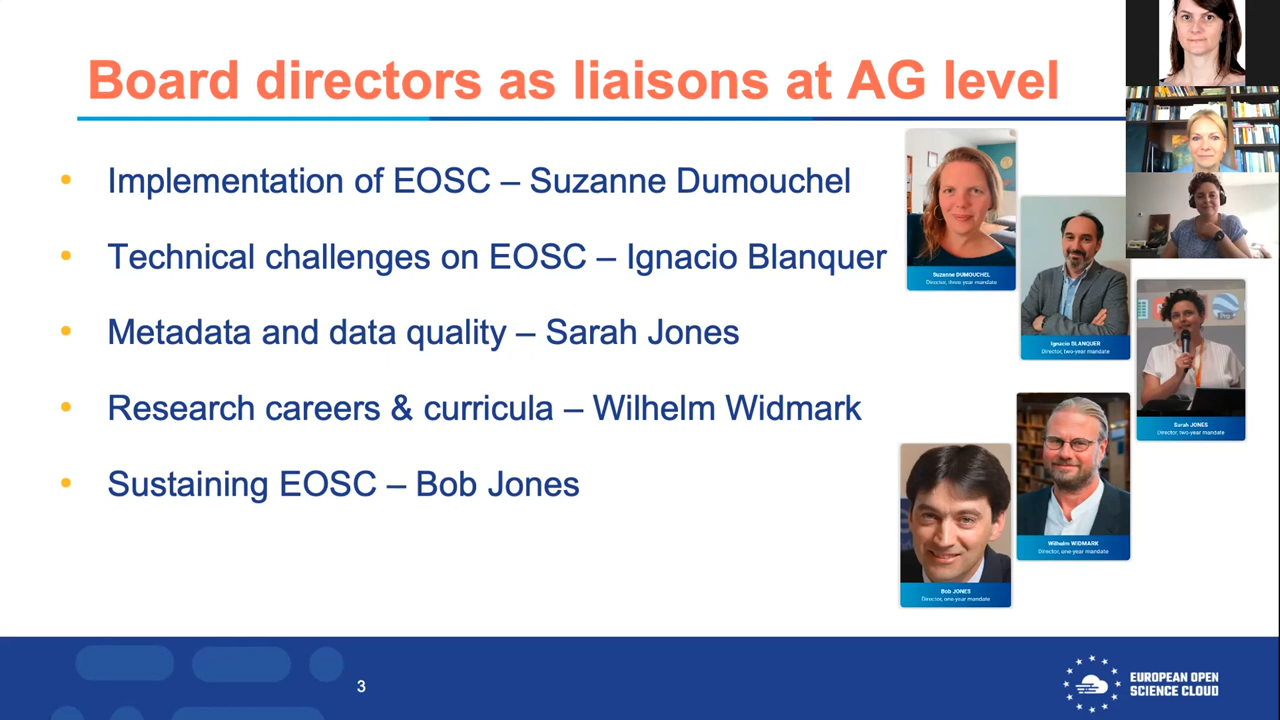 Board directors as liaisons at AG level
• Implementation of EOSC – Suzanne Dumouchel
• Technical challenges on EOSC – Ignacio Blanquer
• Metadata and data quality – Sarah Jones
• Research careers & curricula – Wilhelm Widmark
• Sustaining EOSC – Bob Jones
Suzanne DUMOUCHEL
Director, three-year mandate
Ignacio BLANQUER
Director, two-year mandate
Sarah JONES
Director, two-year mandate
Wilhelm WIDMARK
Director, one-year mandate
Bob JONES
Director, one-year mandate
3
EUROPEAN OPEN
SCIENCE CLOUD